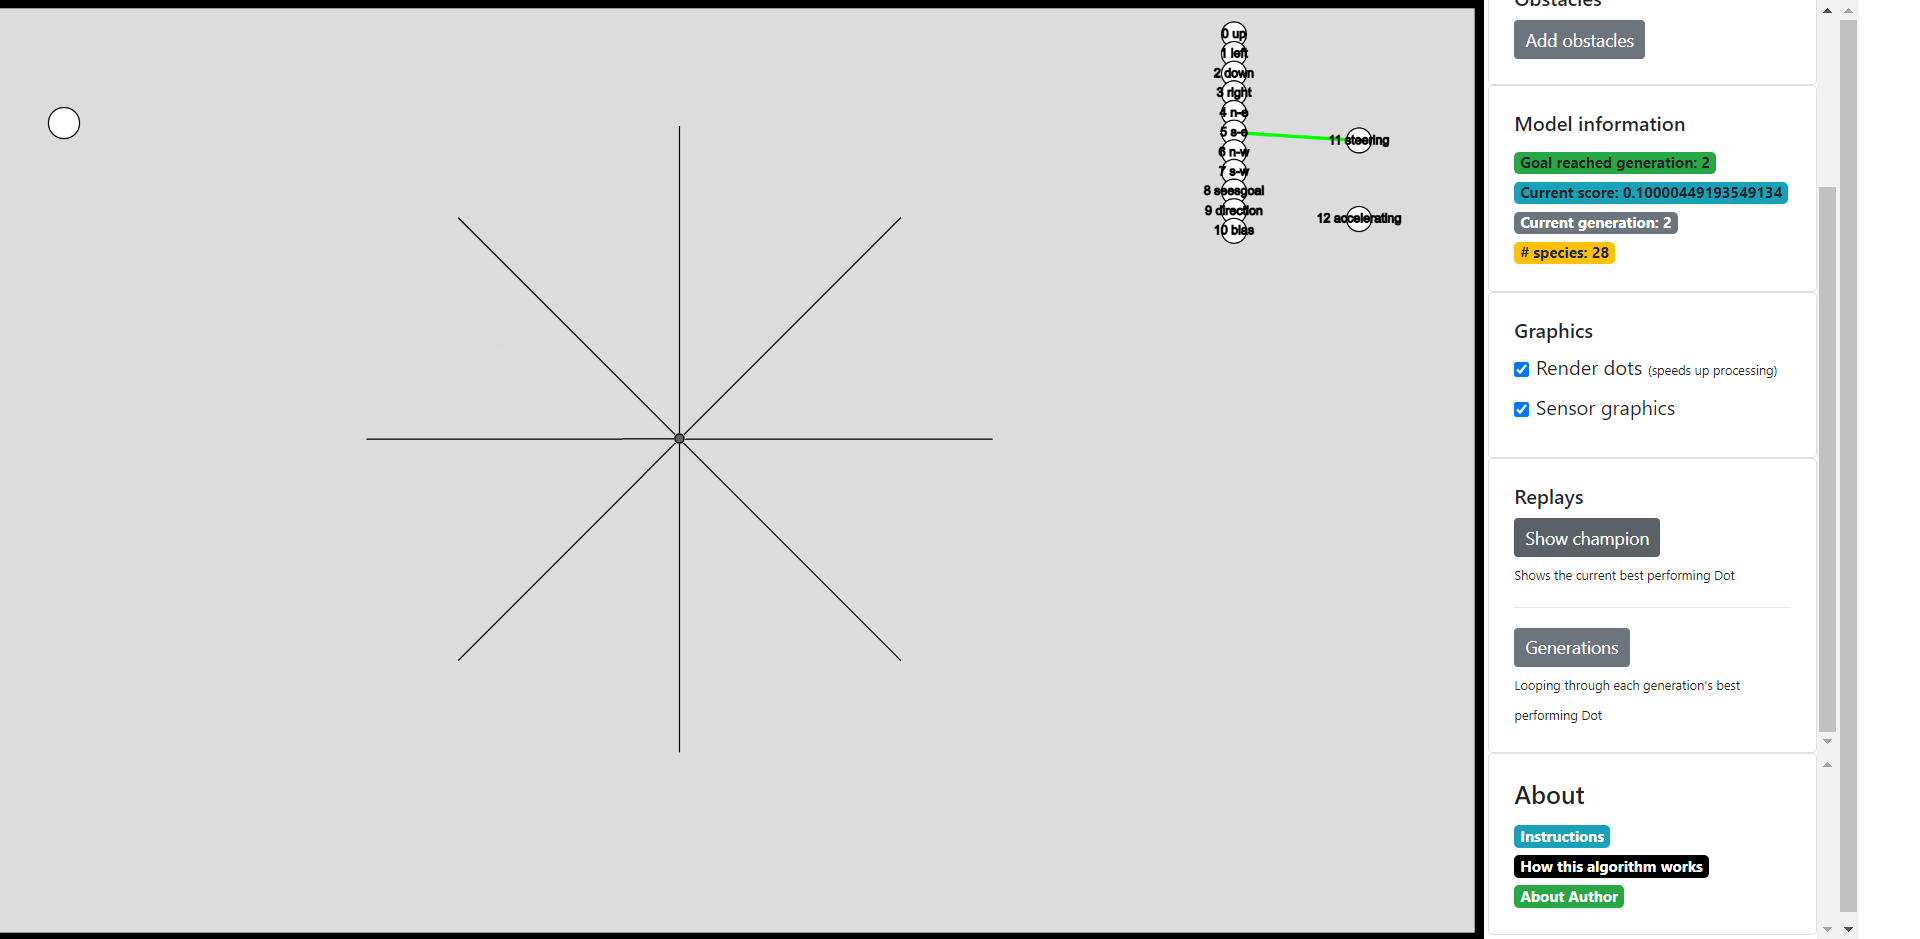 0 up
1 left
2 down
3 right
4 n-e
5 s-e
6 n-w
7 s-w
8 seesgoal
9 direction
10 bias
11 steering
12 accelerating
Obstacles
Add obstacles
Model information
Goal reached generation: 2
Current score: 0.10000449193549134
Current generation: 2
# species: 28
Graphics
Render dots (speeds up processing)
Sensor graphics
Replays
Show champion
Shows the current best performing Dot
Generations
Looping through each generation's best
performing Dot
About
Instructions
How this algorithm works
About Author